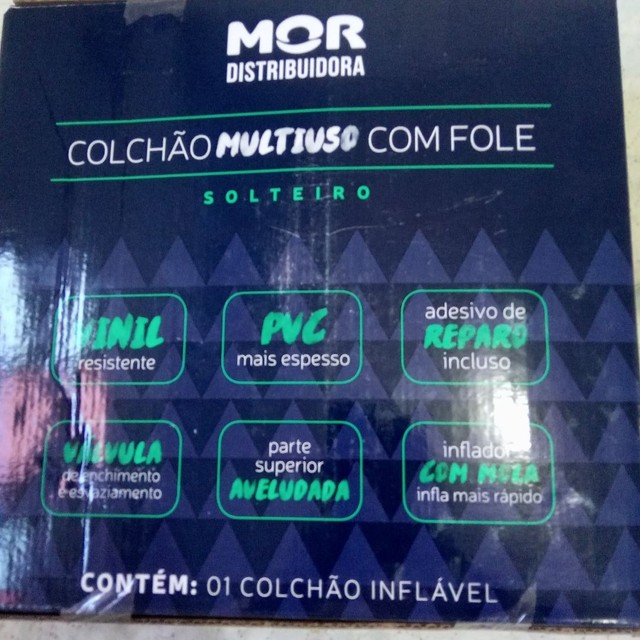 MOR
DISTRIBUIDORA
COLCHÃO MULTIUSO COM FOLE
SOLTEIRO
VINIL
resistente
PVC
mais espesso
adesivo de
REPARO
incluso
VÁLVULA
de enchimento
e esvaziamento
parte
superior
AVELUDADA
inflador
COM MOLA
infla mais rápido
CONTÉM: 01 COLCHÃO INFLÁVEL